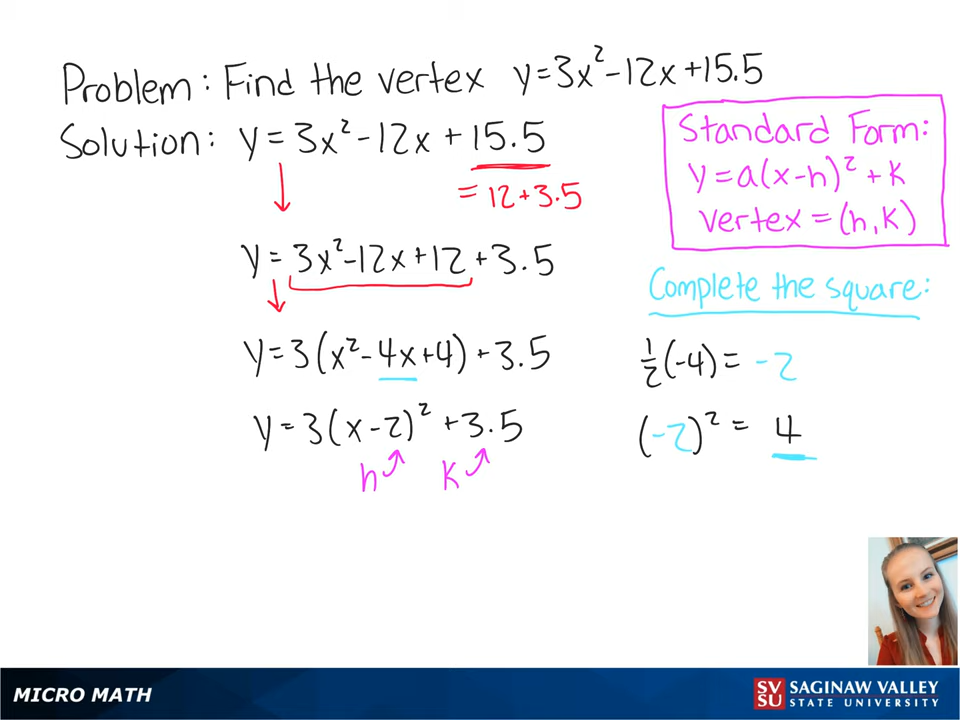 Problem: Find the vertex y=3x²-12x+15.5
Solution: y=3x²-12x+15.5
=12+3.5
y=3x²-12x+12+3.5
y=3(x²-4x+4)+3.5
y=3(x-2)²+3.5
h K
Standard Form:
y=a(x-h)²+K
vertex=(h,K)
Complete the square:
½(-4)=-2
(-2)²=4
MICRO MATH
SV
SU
SAGINAW VALLEY
STATE UNIVERSITY